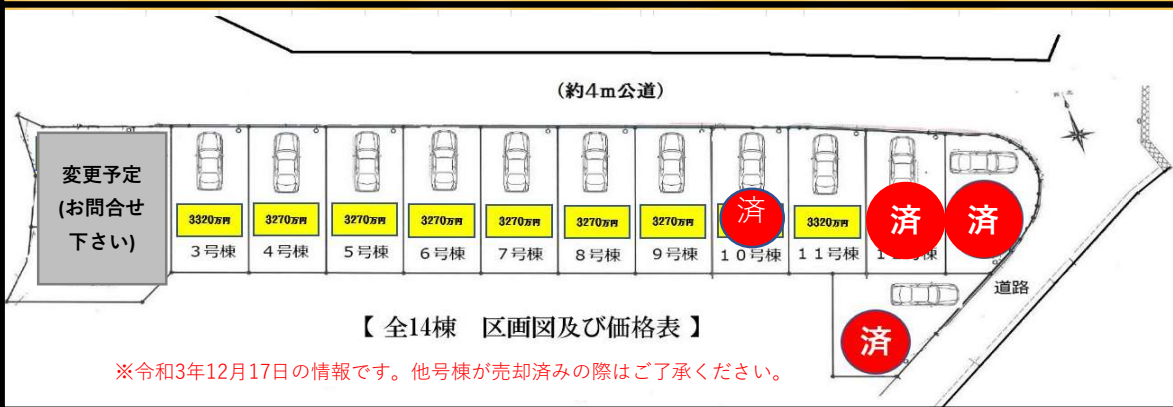 (約4m公道)
変更予定
(お問合せ
下さい)
3320万円
3270万円
3270万円
3270万円
3270万円
3270万円
3270万円
済
3320万円
済
済
3号棟
4号棟
5号棟
6号棟
7号棟
8号棟
9号棟
10号棟
11号棟
道路
【 全14棟 区画図及び価格表 】
済
※令和3年12月17日の情報です。他号棟が売却済みの際はご了承ください。